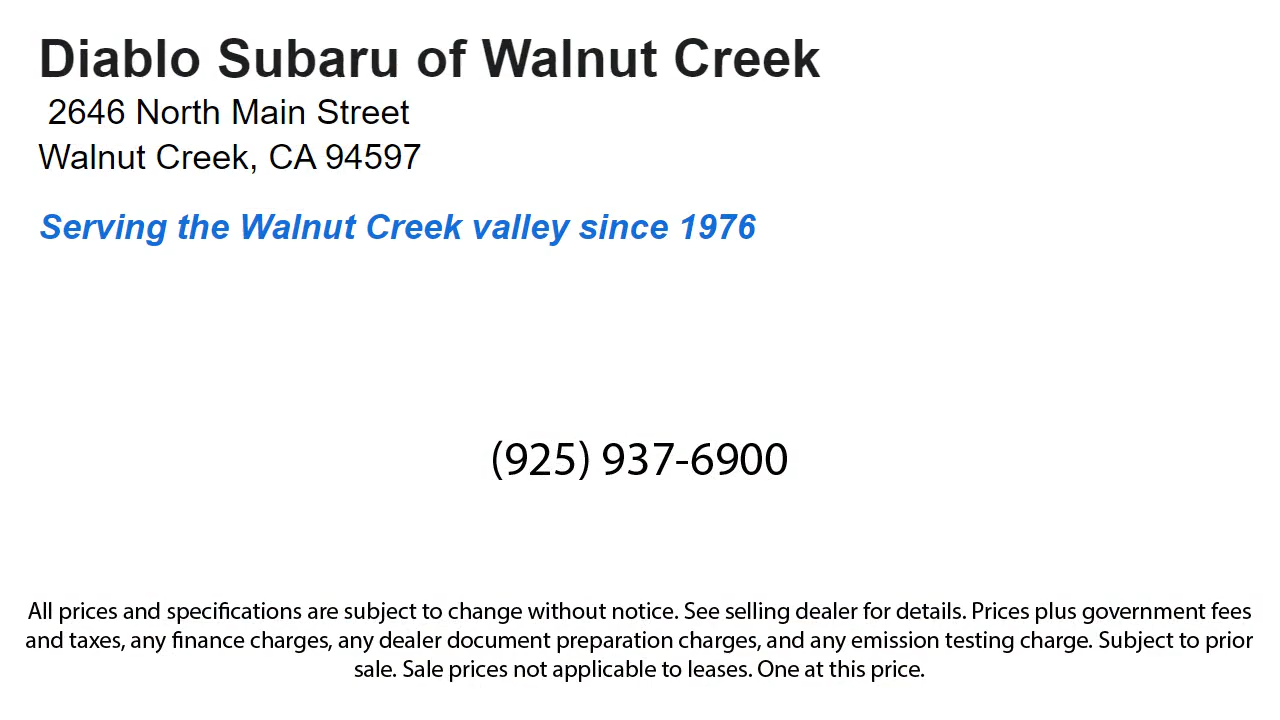 Diablo Subaru of Walnut Creek
2646 North Main Street
Walnut Creek, CA 94597
Serving the Walnut Creek valley since 1976
(925) 937-6900
All prices and specifications are subject to change without notice. See selling dealer for details. Prices plus government fees
and taxes, any finance charges, any dealer document preparation charges, and any emission testing charge. Subject to prior
sale. Sale prices not applicable to leases. One at this price.